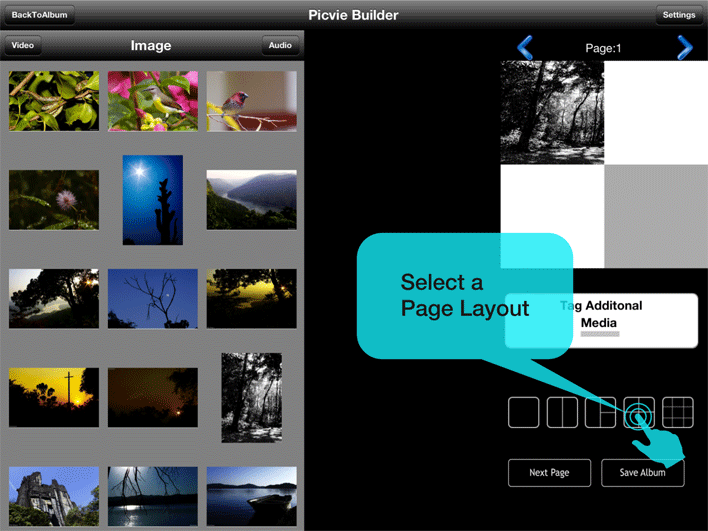 BackToAlbum
Picvie Builder
Settings
Video
Image
Audio
Page:1
Select a
Page Layout
Tag Additonal
Media
Next Page
Save Album